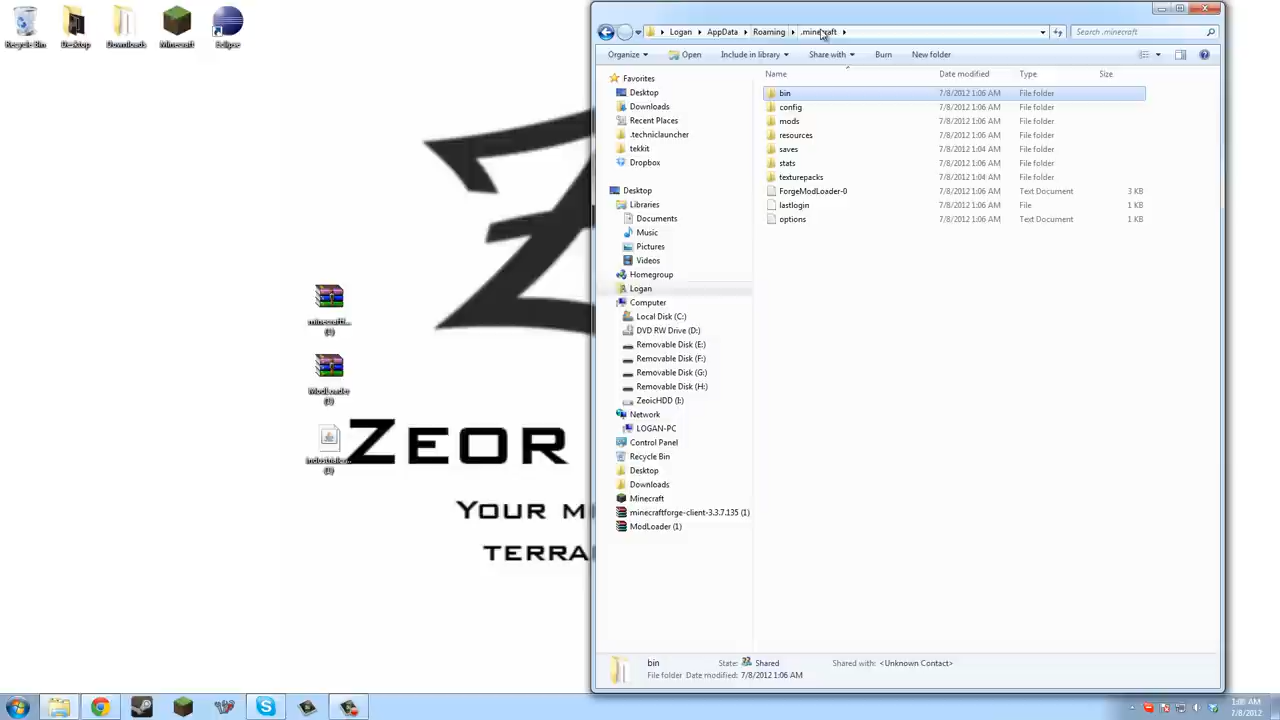 Recycle Bin
Desktop
Downloads
Minecraft
Eclipse
minecraftf...
(1)
ModLoader
(1)
industrialcr...
(1)
ZEOR
YOUR M
TERRA
Logan
AppData
Roaming
.minecraft
Search .minecraft
Organize
Open
Include in library
Share with
Burn
New folder
Name
Date modified
Type
Size
Favorites
Desktop
Downloads
Recent Places
.techniclauncher
tekkit
Dropbox
Desktop
Libraries
Documents
Music
Pictures
Videos
Homegroup
Logan
Computer
Local Disk (C:)
DVD RW Drive (D:)
Removable Disk (E:)
Removable Disk (F:)
Removable Disk (G:)
Removable Disk (H:)
ZeoicHDD (I:)
Network
LOGAN-PC
Control Panel
Recycle Bin
Desktop
Downloads
Minecraft
minecraftforge-client-3.3.7.135 (1)
ModLoader (1)
bin 7/8/2012 1:06 AM File folder
config 7/8/2012 1:06 AM File folder
mods 7/8/2012 1:06 AM File folder
resources 7/8/2012 1:06 AM File folder
saves 7/8/2012 1:04 AM File folder
stats 7/8/2012 1:06 AM File folder
texturepacks 7/8/2012 1:04 AM File folder
ForgeModLoader-0 7/8/2012 1:06 AM Text Document 3 KB
lastlogin 7/8/2012 1:06 AM File 1 KB
options 7/8/2012 1:06 AM Text Document 1 KB
bin State: Shared Shared with: <Unknown Contact>
File folder Date modified: 7/8/2012 1:06 AM
7/8/2012